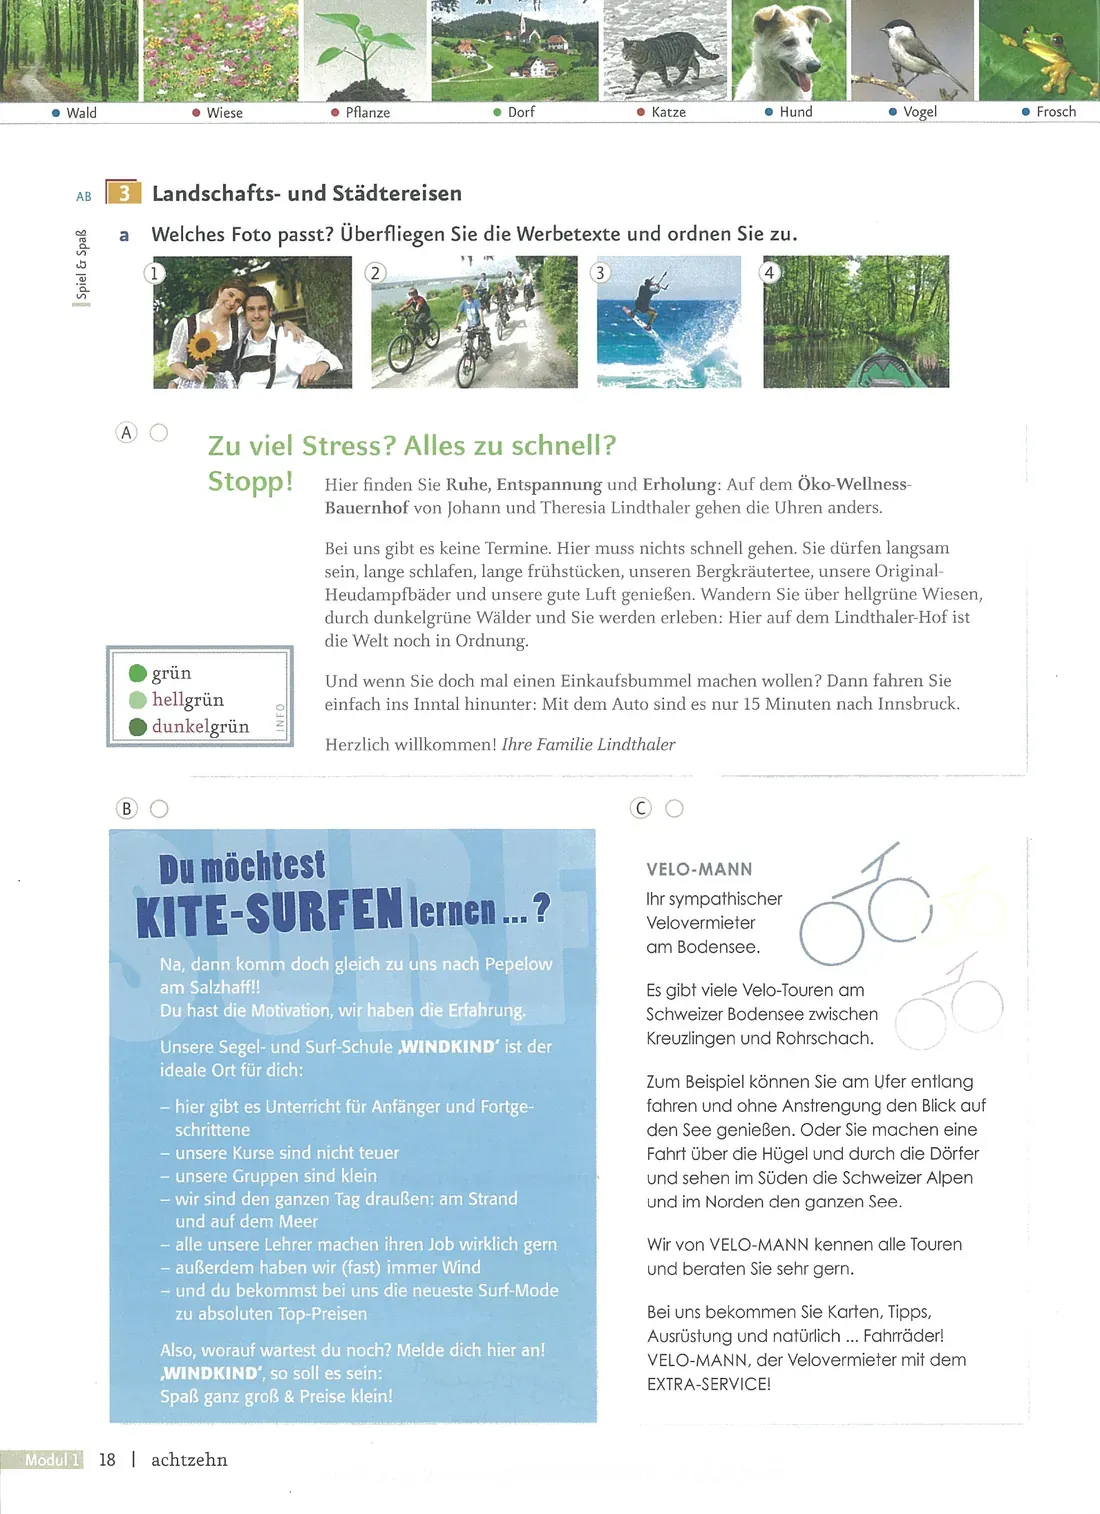 Wald
Wiese
Pflanze
Dorf
Katze
Hund
Vogel
Frosch
AB
3 Landschafts- und Städtereisen
Spiel & Spaß
a Welches Foto passt? Überfliegen Sie die Werbetexte und ordnen Sie zu.
1
2
3
4
A
Zu viel Stress? Alles zu schnell?
Stopp!
Hier finden Sie Ruhe, Entspannung und Erholung: Auf dem Öko-Wellness-
Bauernhof von Johann und Theresia Lindthaler gehen die Uhren anders.
Bei uns gibt es keine Termine. Hier muss nichts schnell gehen. Sie dürfen langsam
sein, lange schlafen, lange frühstücken, unseren Bergkräutertee, unsere Original-
Heudampfbäder und unsere gute Luft genießen. Wandern Sie über hellgrüne Wiesen,
durch dunkelgrüne Wälder und Sie werden erleben: Hier auf dem Lindthaler-Hof ist
die Welt noch in Ordnung.
Und wenn Sie doch mal einen Einkaufsbummel machen wollen? Dann fahren Sie
einfach ins Inntal hinunter: Mit dem Auto sind es nur 15 Minuten nach Innsbruck.
Herzlich willkommen! Ihre Familie Lindthaler
grün
hellgrün
dunkelgrün
INFO
B
SURF
Du möchtest
KITE-SURFEN lernen ... ?
Na, dann komm doch gleich zu uns nach Pepelow
am Salzhaff!!
Du hast die Motivation, wir haben die Erfahrung.
Unsere Segel- und Surf-Schule ‚WINDKIND‘ ist der
ideale Ort für dich:
– hier gibt es Unterricht für Anfänger und Fortge-
schrittene
– unsere Kurse sind nicht teuer
– unsere Gruppen sind klein
– wir sind den ganzen Tag draußen: am Strand
und auf dem Meer
– alle unsere Lehrer machen ihren Job wirklich gern
– außerdem haben wir (fast) immer Wind
– und du bekommst bei uns die neueste Surf-Mode
zu absoluten Top-Preisen
Also, worauf wartest du noch? Melde dich hier an!
‚WINDKIND‘, so soll es sein:
Spaß ganz groß & Preise klein!
SURF
C
VELO-MANN
Ihr sympathischer
Velovermieter
am Bodensee.
Es gibt viele Velo-Touren am
Schweizer Bodensee zwischen
Kreuzlingen und Rohrschach.
Zum Beispiel können Sie am Ufer entlang
fahren und ohne Anstrengung den Blick auf
den See genießen. Oder Sie machen eine
Fahrt über die Hügel und durch die Dörfer
und sehen im Süden die Schweizer Alpen
und im Norden den ganzen See.
Wir von VELO-MANN kennen alle Touren
und beraten Sie sehr gern.
Bei uns bekommen Sie Karten, Tipps,
Ausrüstung und natürlich ... Fahrräder!
VELO-MANN, der Velovermieter mit dem
EXTRA-SERVICE!
Modul 1
18 | achtzehn